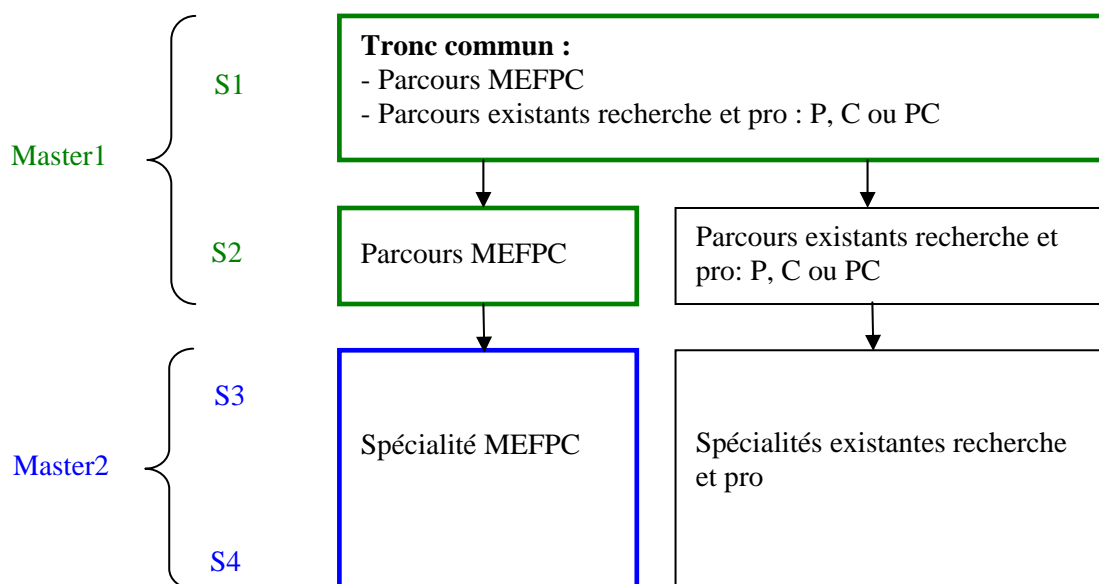 Tronc commun :
- Parcours MEFPC
- Parcours existants recherche et pro : P, C ou PC
S1
Master1
S2
Parcours MEFPC
Parcours existants recherche et
pro: P, C ou PC
S3
Master2
Spécialité MEFPC
Spécialités existantes recherche
et pro
S4